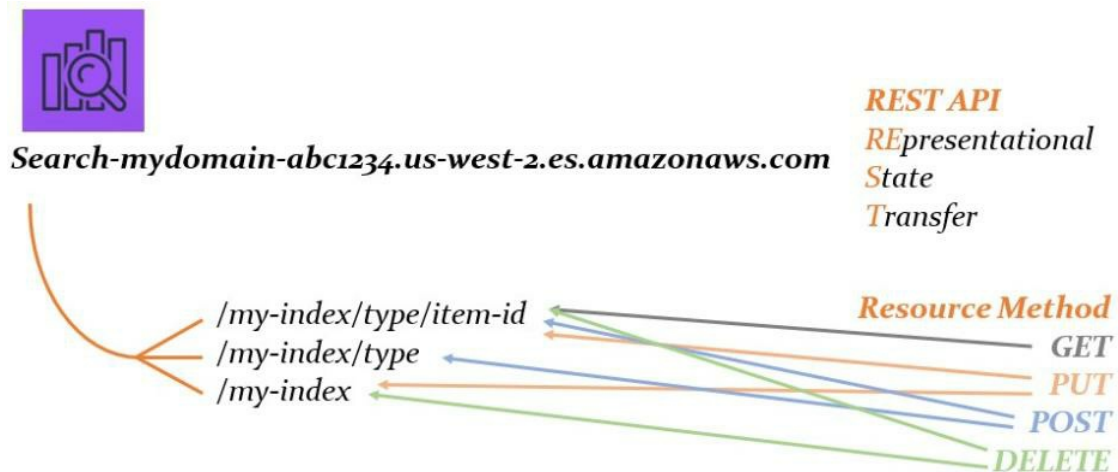 Search-mydomain-abc1234.us-west-2.es.amazonaws.com
REST API
REpresentational
State
Transfer
/my-index/type/item-id
/my-index/type
/my-index
Resource Method
GET
PUT
POST
DELETE